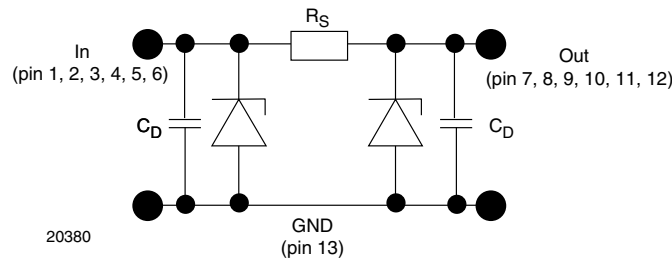 R_S
In
(pin 1, 2, 3, 4, 5, 6)
Out
(pin 7, 8, 9, 10, 11, 12)
C_D
C_D
GND
(pin 13)
20380